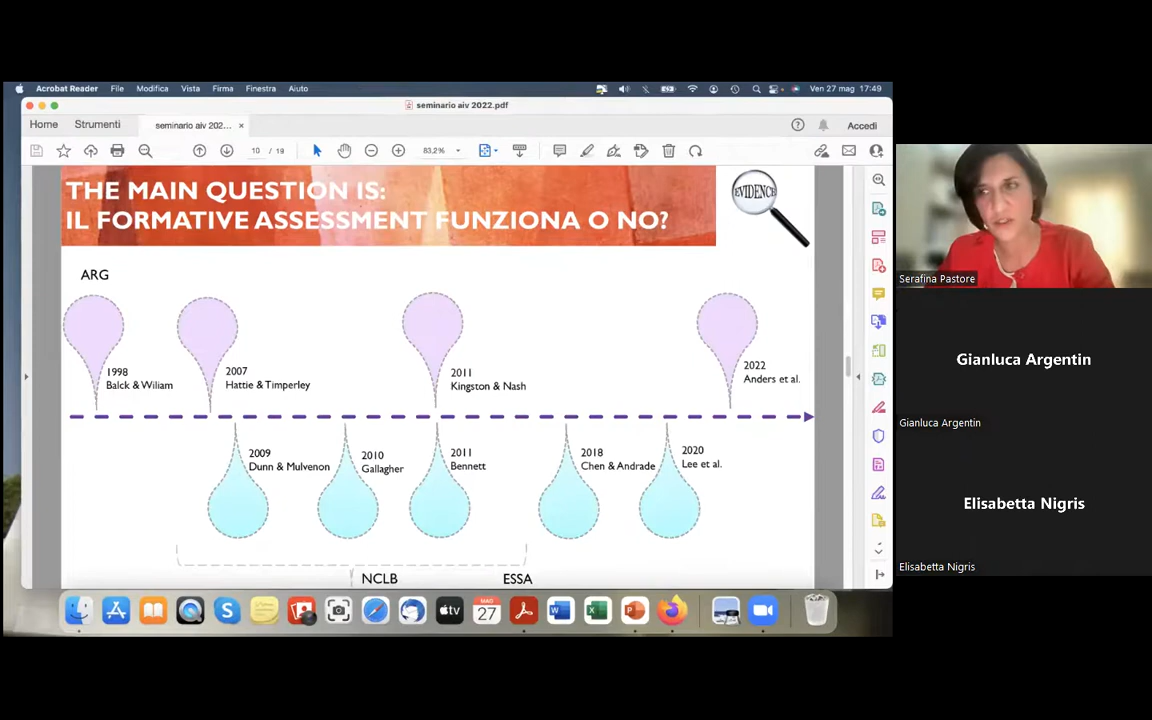 Acrobat Reader File Modifica Vista Firma Finestra Aiuto Ven 27 mag 17:49
seminario aiv 2022.pdf
Home Strumenti seminario aiv 202... × Accedi
10 / 19 83,2%
THE MAIN QUESTION IS:
IL FORMATIVE ASSESSMENT FUNZIONA O NO?
EVIDENCE
ARG
1998
Balck & Wiliam
2007
Hattie & Timperley
2011
Kingston & Nash
2022
Anders et al.
2009
Dunn & Mulvenon
2010
Gallagher
2011
Bennett
2018
Chen & Andrade
2020
Lee et al.
NCLB
ESSA
Serafina Pastore
Gianluca Argentin
Gianluca Argentin
Elisabetta Nigris
Elisabetta Nigris
MAG
27
tv